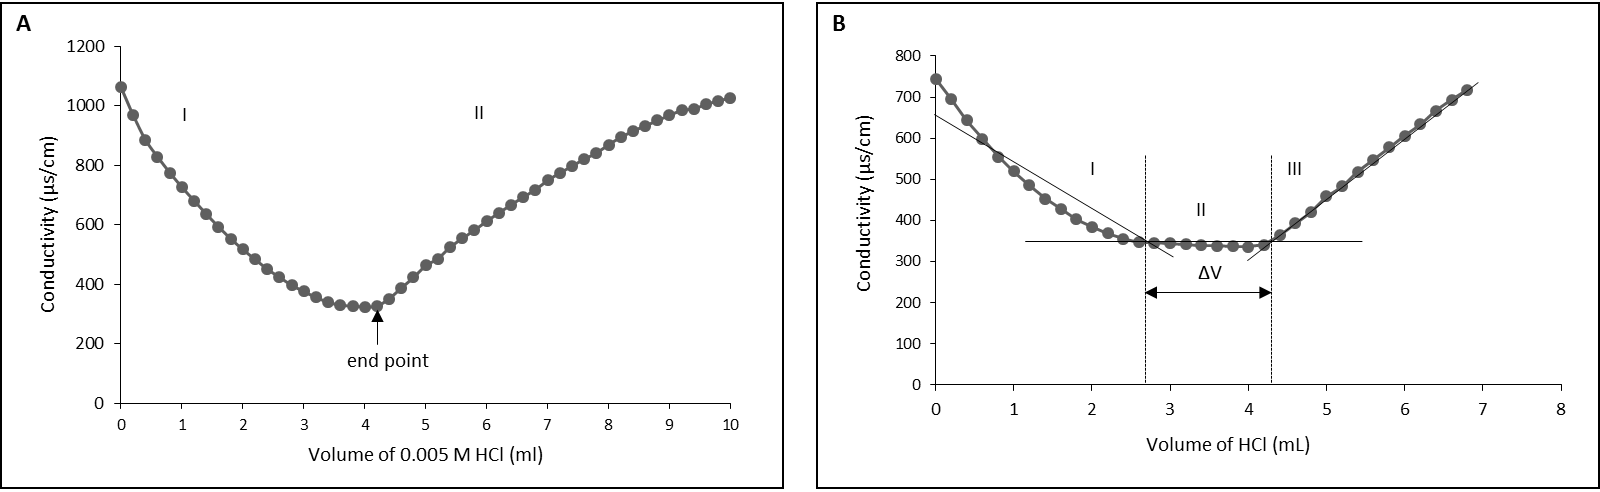 A
1200
1000
800
600
400
200
0
I
II
end point
0 1 2 3 4 5 6 7 8 9 10
Conductivity (µs/cm)
Volume of 0.005 M HCl (ml)
B
800
700
600
500
400
300
200
100
0
I
II
III
ΔV
0 1 2 3 4 5 6 7 8
Conductivity (µs/cm)
Volume of HCl (mL)